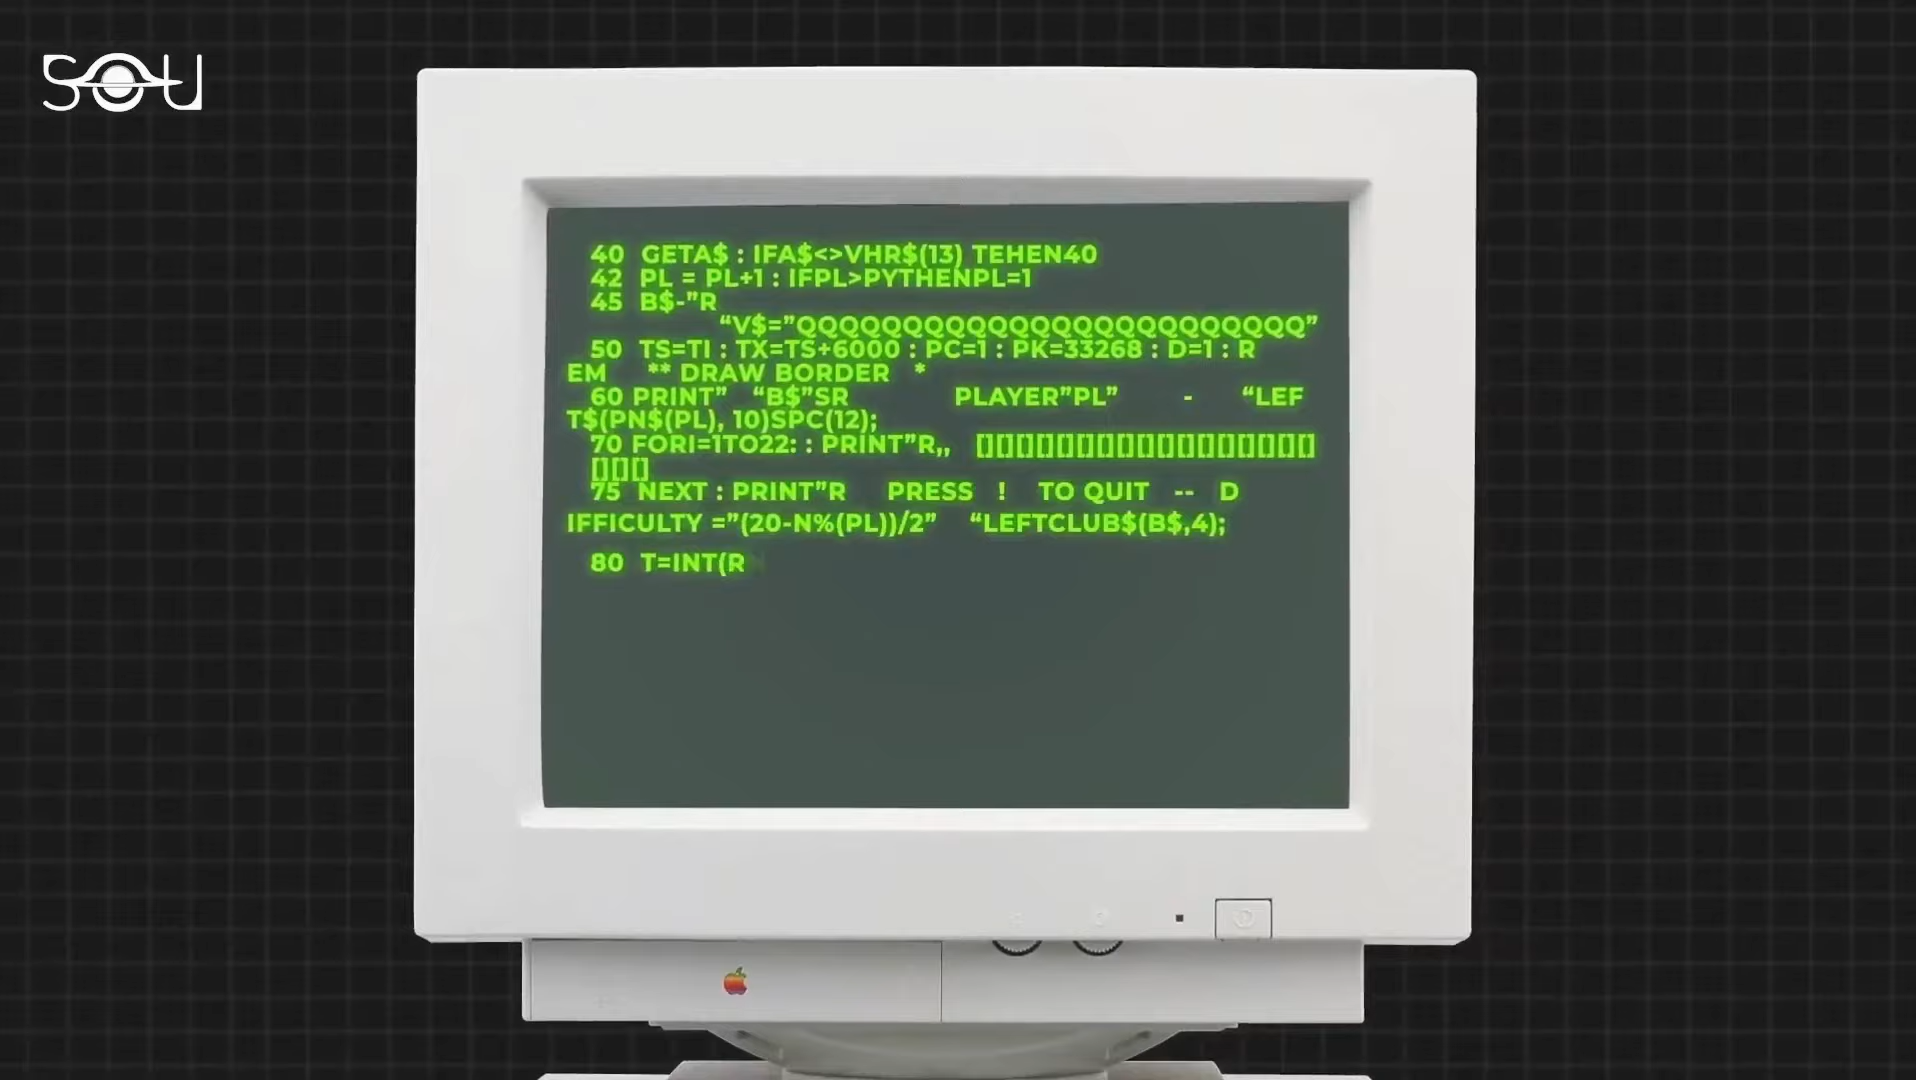 SOU
40 GETA$ : IFA$<>VHR$(13) TEHEN40
42 PL = PL+1 : IFPL>PYTHENPL=1
45 B$-”R
“V$=”QQQQQQQQQQQQQQQQQQQQQQQQ”
50 TS=TI : TX=TS+6000 : PC=1 : PK=33268 : D=1 : R
EM ** DRAW BORDER *
60 PRINT” “B$”SR PLAYER”PL” - “LEF
T$(PN$(PL), 10)SPC(12);
70 FORI=1TO22: : PRINT”R,, [][][][][][][][][][][][][][][][][]
[][][]
75 NEXT : PRINT”R PRESS ! TO QUIT -- D
IFFICULTY =”(20-N%(PL))/2” “LEFTCLUB$(B$,4);
80 T=INT(R